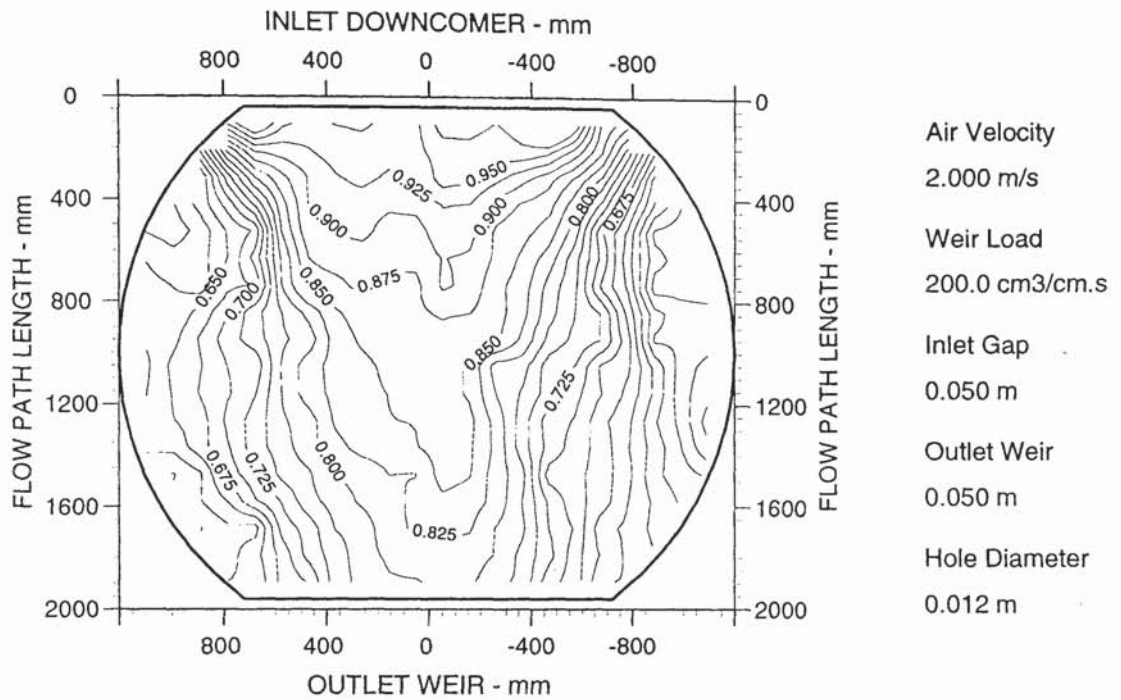 INLET DOWNCOMER - mm
800 400 0 -400 -800
0 0
400 400
800 800
1200 1200
1600 1600
2000 2000
FLOW PATH LENGTH - mm
FLOW PATH LENGTH - mm
0.950
0.925
0.800
0.675
0.900
0.900
0.875
0.850
0.650
0.700
0.850
0.725
0.800
0.675
0.725
0.825
800 400 0 -400 -800
OUTLET WEIR - mm
Air Velocity
2.000 m/s
Weir Load
200.0 cm3/cm.s
Inlet Gap
0.050 m
Outlet Weir
0.050 m
Hole Diameter
0.012 m